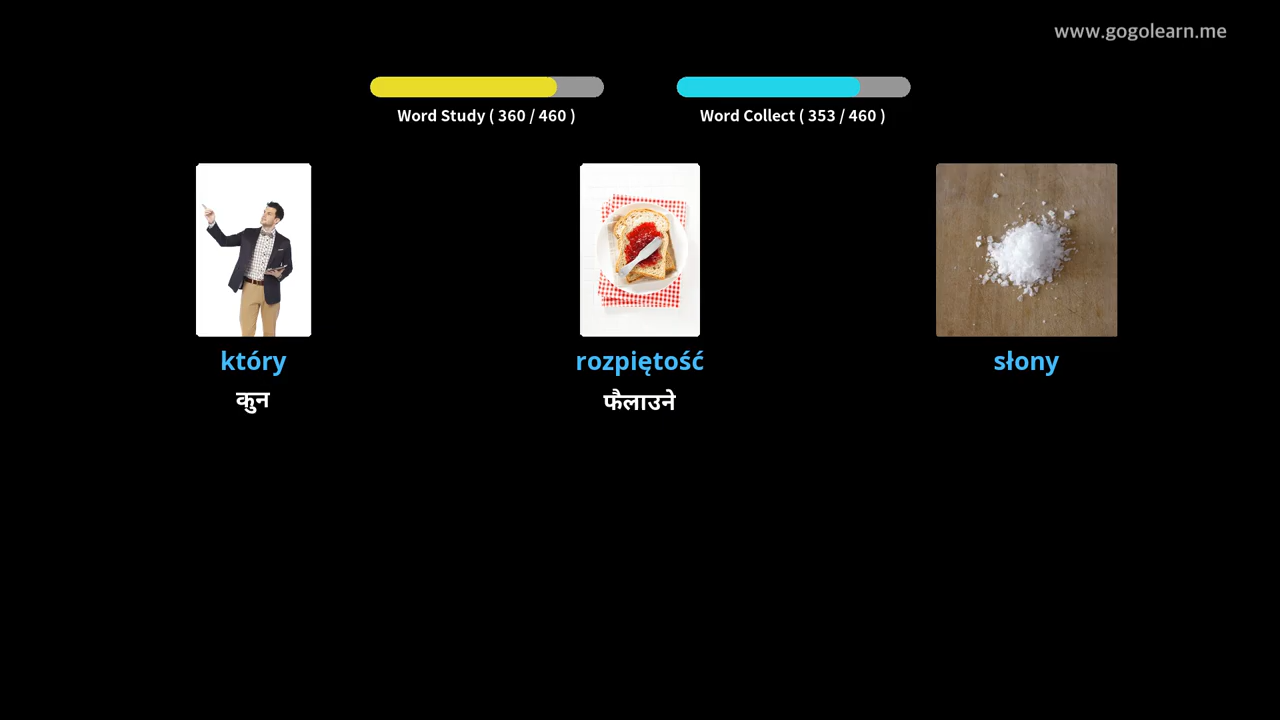 www.gogolearn.me
Word Study ( 360 / 460 )
Word Collect ( 353 / 460 )
który
rozpiętość
słony
कुन
फैलाउने